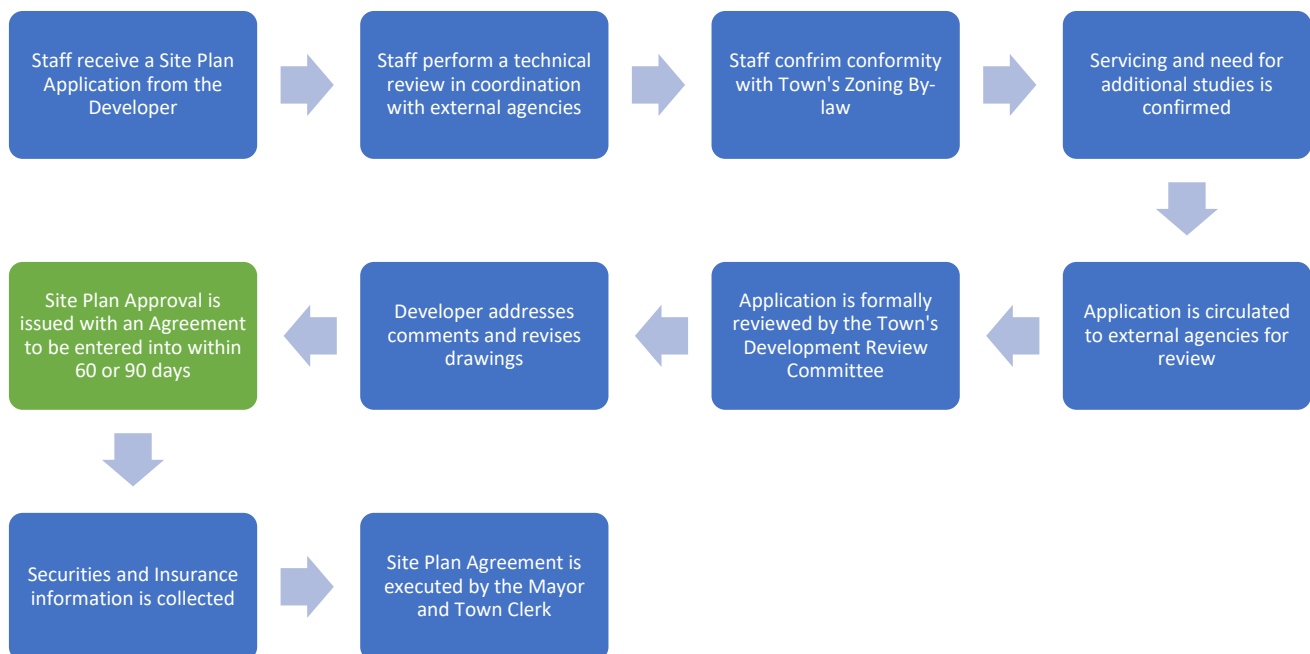 Staff receive a Site Plan
Application from the
Developer
Staff perform a technical
review in coordination
with external agencies
Staff confrim conformity
with Town's Zoning By-
law
Servicing and need for
additional studies is
confirmed
Application is circulated
to external agencies for
review
Application is formally
reviewed by the Town's
Development Review
Committee
Developer addresses
comments and revises
drawings
Site Plan Approval is
issued with an Agreement
to be entered into within
60 or 90 days
Securities and Insurance
information is collected
Site Plan Agreement is
executed by the Mayor
and Town Clerk